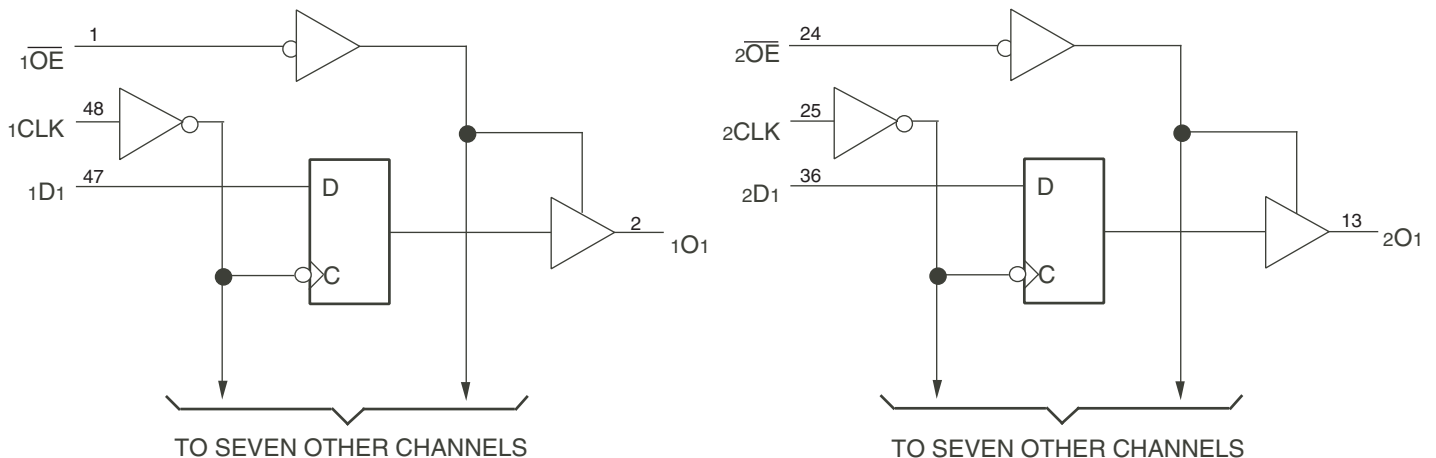 1OE 1
48
1CLK
1D1 47
D
C
2 1O1
TO SEVEN OTHER CHANNELS
2OE 24
25
2CLK
2D1 36
D
C
13 2O1
TO SEVEN OTHER CHANNELS